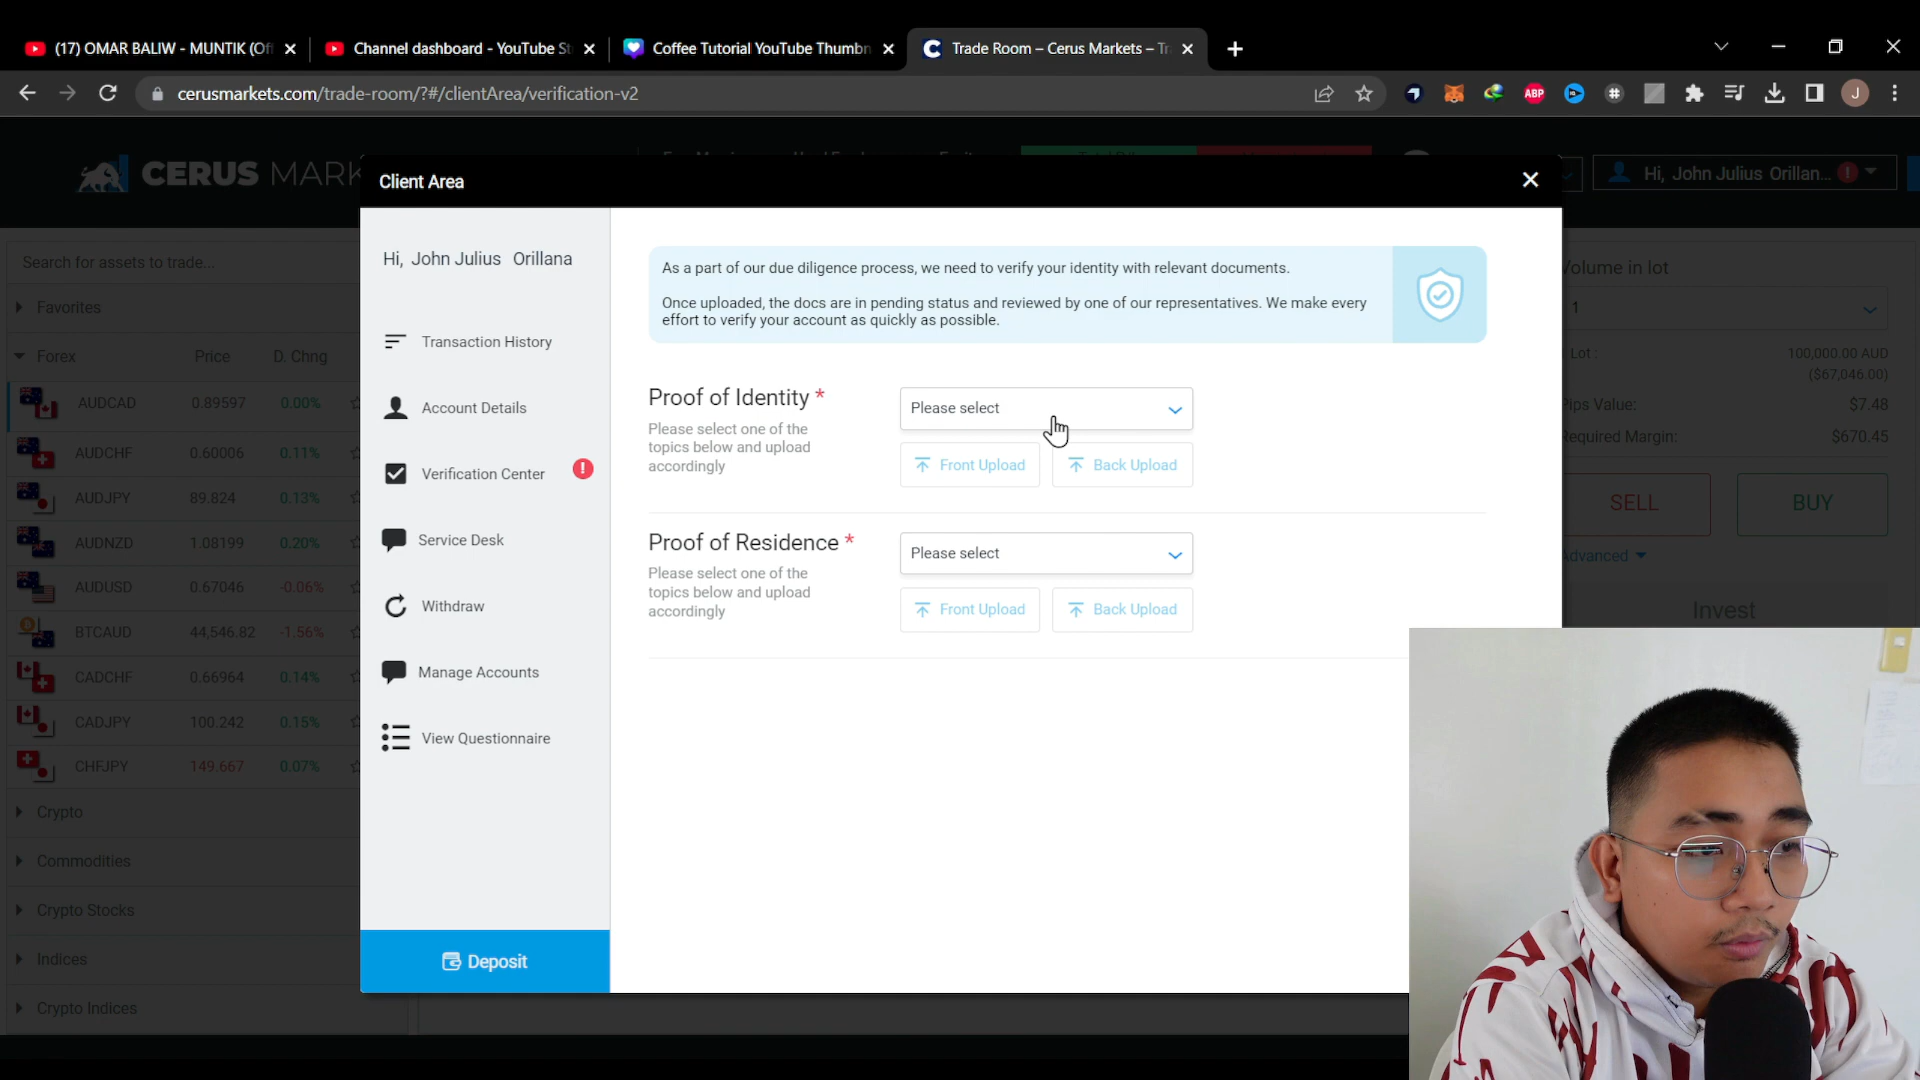 (17) OMAR BALIW - MUNTIK (Of
Channel dashboard - YouTube St
Coffee Tutorial YouTube Thumbn
Trade Room – Cerus Markets – Tr
cerusmarkets.com/trade-room/?#/clientArea/verification-v2
ABP
J
CERUS MARK
Hi, John Julius Orillan...
Client Area
Search for assets to trade...
Favorites
Forex Price D. Chng
AUDCAD 0.89597 0.00%
AUDCHF 0.60006 0.11%
AUDJPY 89.824 0.13%
AUDNZD 1.08199 0.20%
AUDUSD 0.67046 -0.06%
BTCAUD 44,546.82 -1.56%
CADCHF 0.66964 0.14%
CADJPY 100.242 0.15%
CHFJPY 149.667 0.07%
Crypto
Commodities
Crypto Stocks
Indices
Crypto Indices
Hi, John Julius Orillana
Transaction History
Account Details
Verification Center
Service Desk
Withdraw
Manage Accounts
View Questionnaire
Deposit
As a part of our due diligence process, we need to verify your identity with relevant documents.
Once uploaded, the docs are in pending status and reviewed by one of our representatives. We make every
effort to verify your account as quickly as possible.
Proof of Identity *
Please select one of the
topics below and upload
accordingly
Please select
Front Upload Back Upload
Proof of Residence *
Please select one of the
topics below and upload
accordingly
Please select
Front Upload Back Upload
Volume in lot
1
Lot: 100,000.00 AUD
($67,046.00)
Pips Value: $7.48
Required Margin: $670.45
SELL BUY
Advanced
Invest